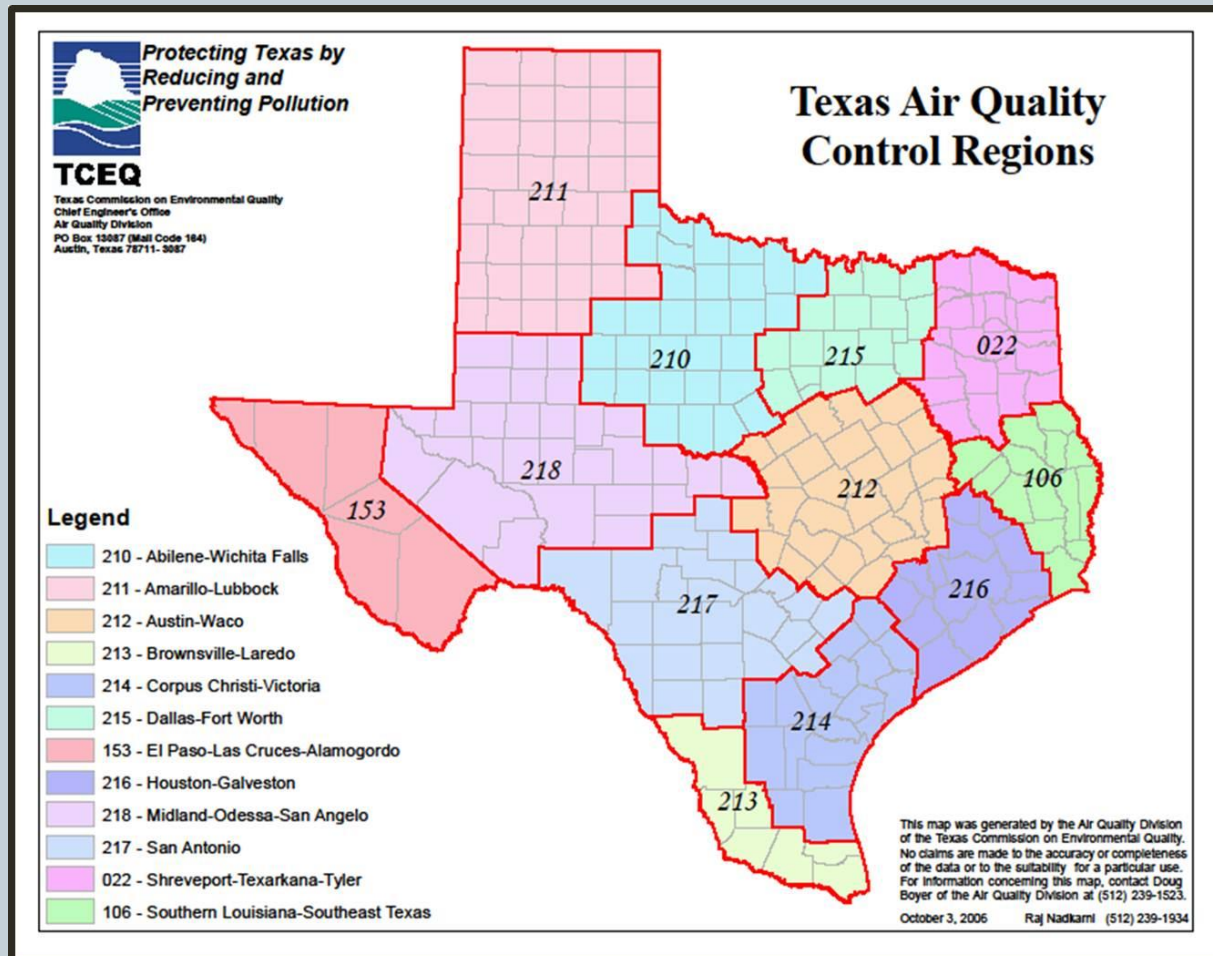 Protecting Texas by
Reducing and
Preventing Pollution
TCEQ
Texas Commission on Environmental Quality
Chief Engineer's Office
Air Quality Division
PO Box 13087 (Mail Code 164)
Austin, Texas 78711- 3087
Texas Air Quality
Control Regions
211
210
215
022
218
212
106
153
216
217
214
213
Legend
210 - Abilene-Wichita Falls
211 - Amarillo-Lubbock
212 - Austin-Waco
213 - Brownsville-Laredo
214 - Corpus Christi-Victoria
215 - Dallas-Fort Worth
153 - El Paso-Las Cruces-Alamogordo
216 - Houston-Galveston
218 - Midland-Odessa-San Angelo
217 - San Antonio
022 - Shreveport-Texarkana-Tyler
106 - Southern Louisiana-Southeast Texas
This map was generated by the Air Quality Division
of the Texas Commission on Environmental Quality.
No claims are made to the accuracy or completeness
of the data or to the suitability for a particular use.
For information concerning this map, contact Doug
Boyer of the Air Quality Division at (512) 239-1523.
October 3, 2006 Raj Nadkarni (512) 239-1934